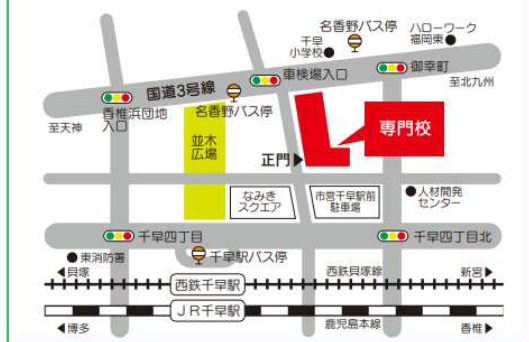 名香野バス停
ハローワーク
福岡東
千早
小学校
車検場入口
御幸町
至北九州
国道3号線
名香野バス停
香椎浜団地
入口
至天神
並木
広場
専門校
正門▶
なみき
スクエア
市営千早駅前
駐車場
人材開発
センター
千早四丁目
千早四丁目北
東消防署
千早駅バス停
◀貝塚
西鉄貝塚線
新宮▶
西鉄千早駅
JR千早駅
◀博多
鹿児島本線
香椎▶